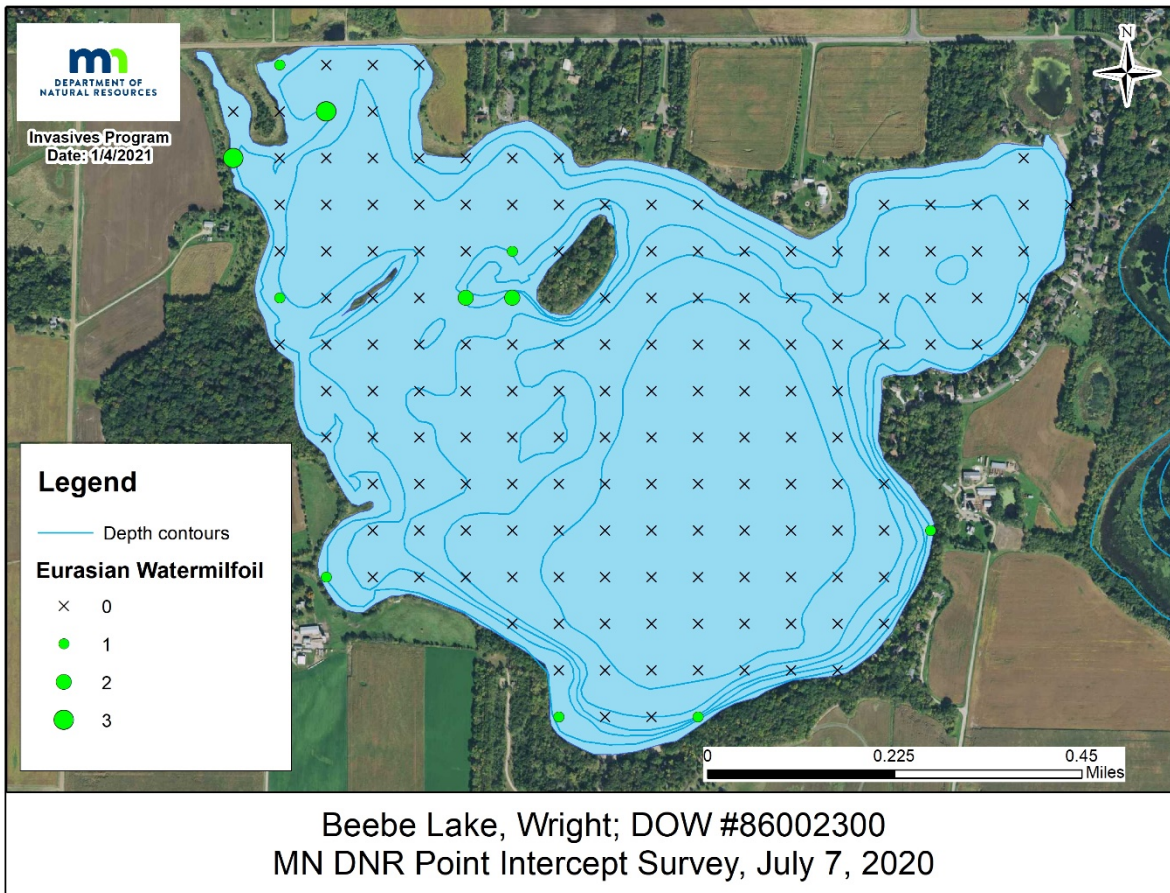 mn
DEPARTMENT OF
NATURAL RESOURCES
Invasives Program
Date: 1/4/2021
N
Legend
Depth contours
Eurasian Watermilfoil
0
1
2
3
0 0.225 0.45
Miles
Beebe Lake, Wright; DOW #86002300
MN DNR Point Intercept Survey, July 7, 2020